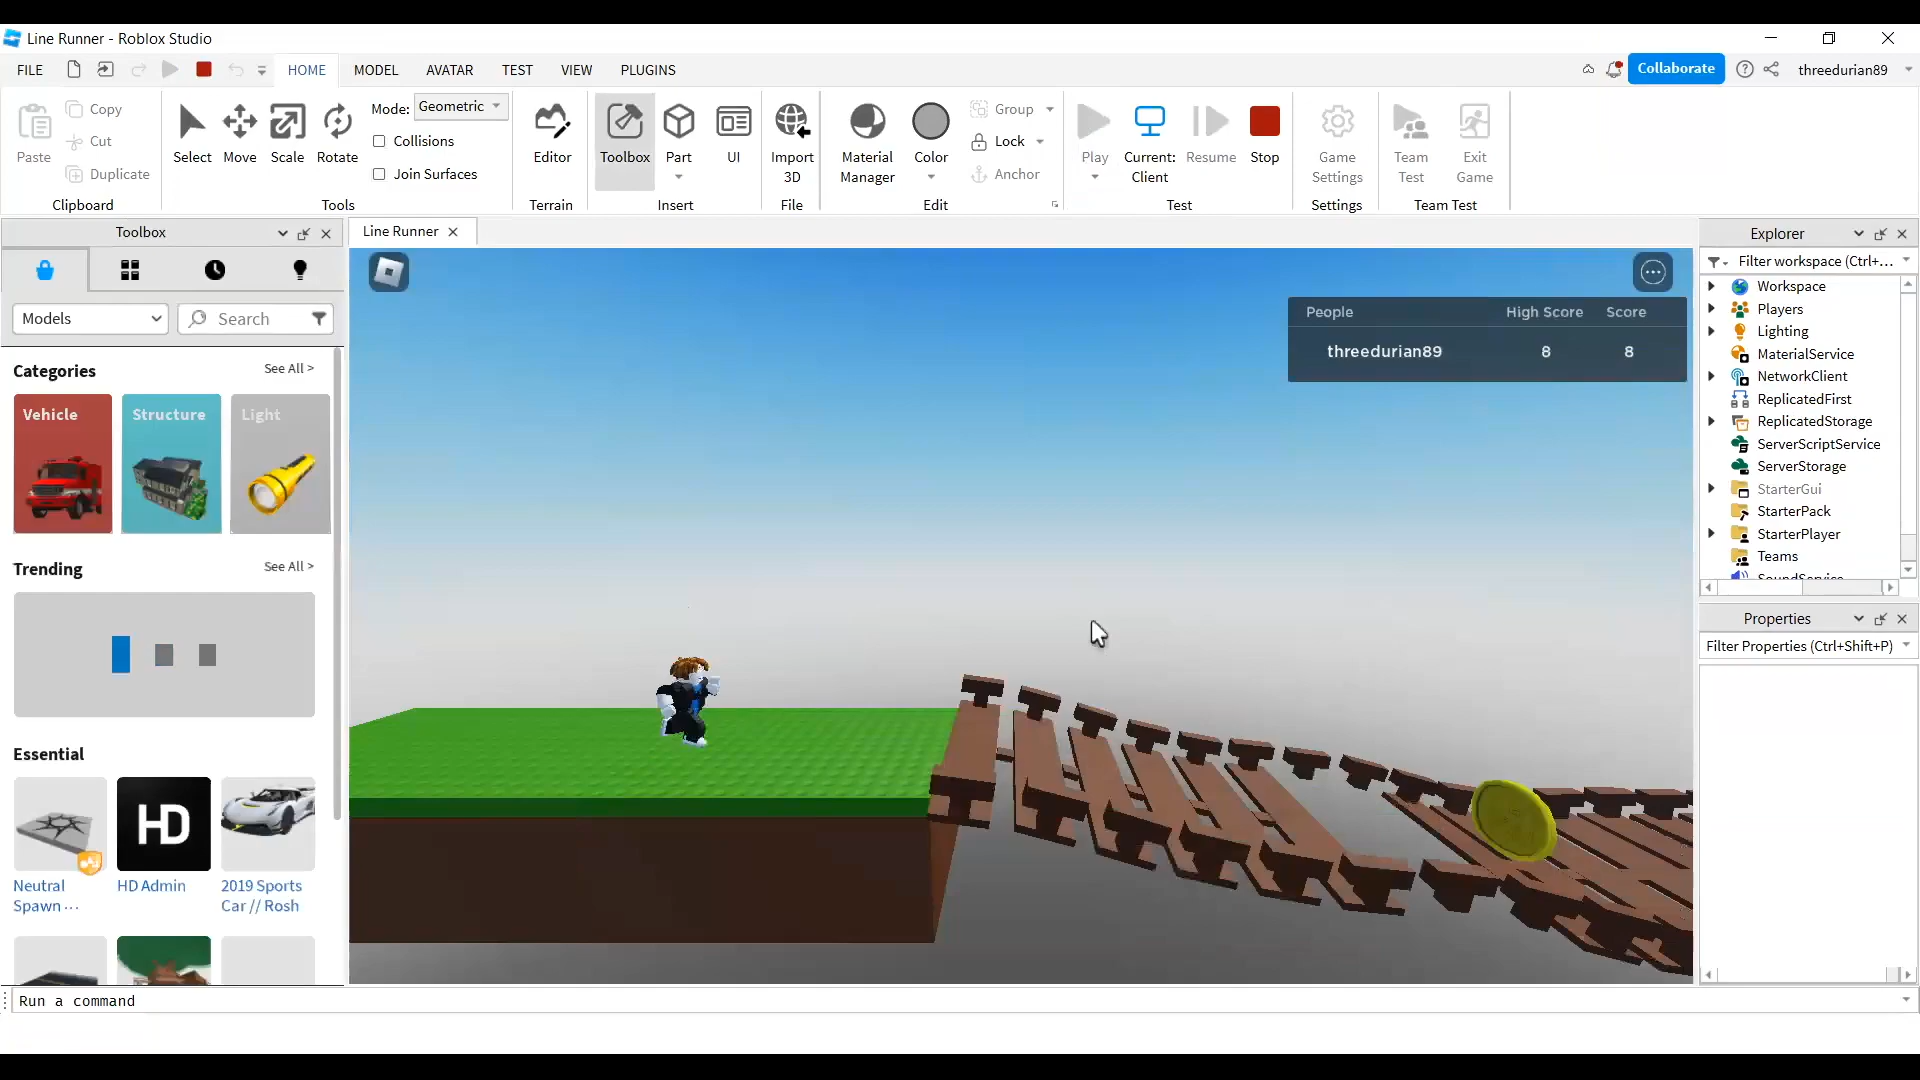 Line Runner - Roblox Studio
FILE
HOME
MODEL
AVATAR
TEST
VIEW
PLUGINS
Collaborate
threedurian89
Paste
Copy
Cut
Duplicate
Clipboard
Select
Move
Scale
Rotate
Mode: Geometric
Collisions
Join Surfaces
Tools
Editor
Terrain
Toolbox
Part
UI
Insert
Import
3D
File
Material
Manager
Color
Group
Lock
Anchor
Edit
Play
Current:
Client
Resume
Stop
Test
Game
Settings
Settings
Team
Test
Exit
Game
Team Test
Toolbox
Models
Search
Categories
See All >
Vehicle
Structure
Light
Trending
See All >
Essential
HD
Neutral
Spawn ...
HD Admin
2019 Sports
Car // Rosh
Line Runner
People High Score Score
threedurian89 8 8
Explorer
Filter workspace (Ctrl+...
Workspace
Players
Lighting
MaterialService
NetworkClient
ReplicatedFirst
ReplicatedStorage
ServerScriptService
ServerStorage
StarterGui
StarterPack
StarterPlayer
Teams
SoundService
Properties
Filter Properties (Ctrl+Shift+P)
Run a command